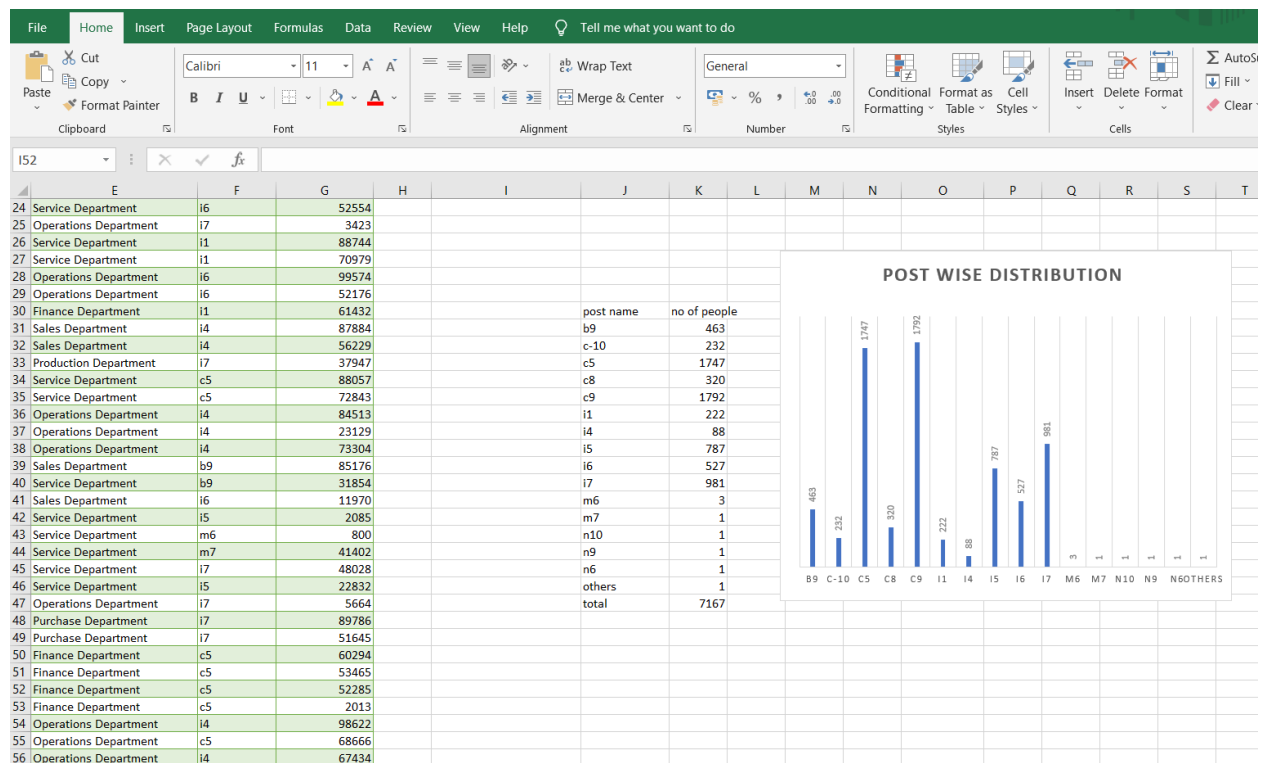 File Home Insert Page Layout Formulas Data Review View Help Tell me what you want to do
Cut
Copy
Format Painter
Paste
Clipboard
Calibri 11 A A
B I U A
Font
ab Wrap Text
Merge & Center
Alignment
General
% ,
Number
Conditional Formatting
Format as Table
Cell Styles
Styles
Insert Delete Format
Cells
Fill
Clear
I52 fx
E F G H I J K L M N O P Q R S T
24 Service Department i6 52554
25 Operations Department i7 3423
26 Service Department i1 88744
27 Service Department i1 70979
28 Operations Department i6 99574
29 Operations Department i6 52176
30 Finance Department i1 61432 post name no of people
31 Sales Department i4 87884 b9 463
32 Sales Department i4 56229 c-10 232
33 Production Department i7 37947 c5 1747
34 Service Department c5 88057 c8 320
35 Service Department c5 72843 c9 1792
36 Operations Department i4 84513 i1 222
37 Operations Department i4 23129 i4 88
38 Operations Department i4 73304 i5 787
39 Sales Department b9 85176 i6 527
40 Service Department b9 31854 i7 981
41 Sales Department i6 11970 m6 3
42 Service Department i5 2085 m7 1
43 Service Department m6 800 n10 1
44 Service Department m7 41402 n9 1
45 Service Department i7 48028 n6 1
46 Service Department i5 22832 others 1
47 Operations Department i7 5664 total 7167
48 Purchase Department i7 89786
49 Purchase Department i7 51645
50 Finance Department c5 60294
51 Finance Department c5 53465
52 Finance Department c5 52285
53 Finance Department c5 2013
54 Operations Department i4 98622
55 Operations Department c5 68666
56 Operations Department i4 67434
POST WISE DISTRIBUTION
463 232 1747 320 1792 222 88 787 527 981 3 1 1 1 1 1
B9 C-10 C5 C8 C9 I1 I4 I5 I6 I7 M6 M7 N10 N9 N6 OTHERS